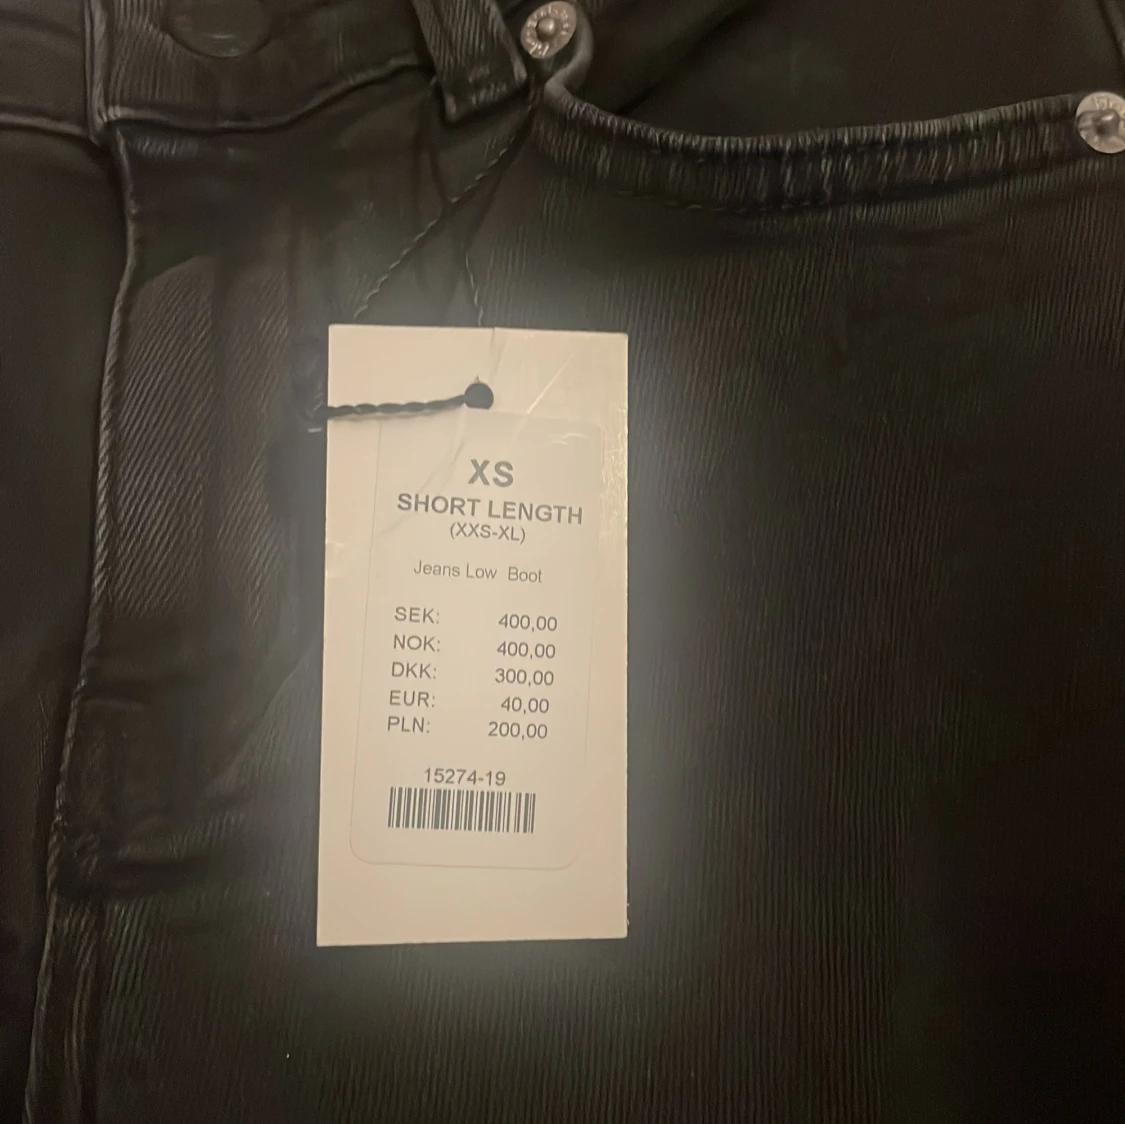 XS
SHORT LENGTH
(XXS-XL)
Jeans Low Boot
SEK: 400,00
NOK: 400,00
DKK: 300,00
EUR: 40,00
PLN: 200,00
15274-19